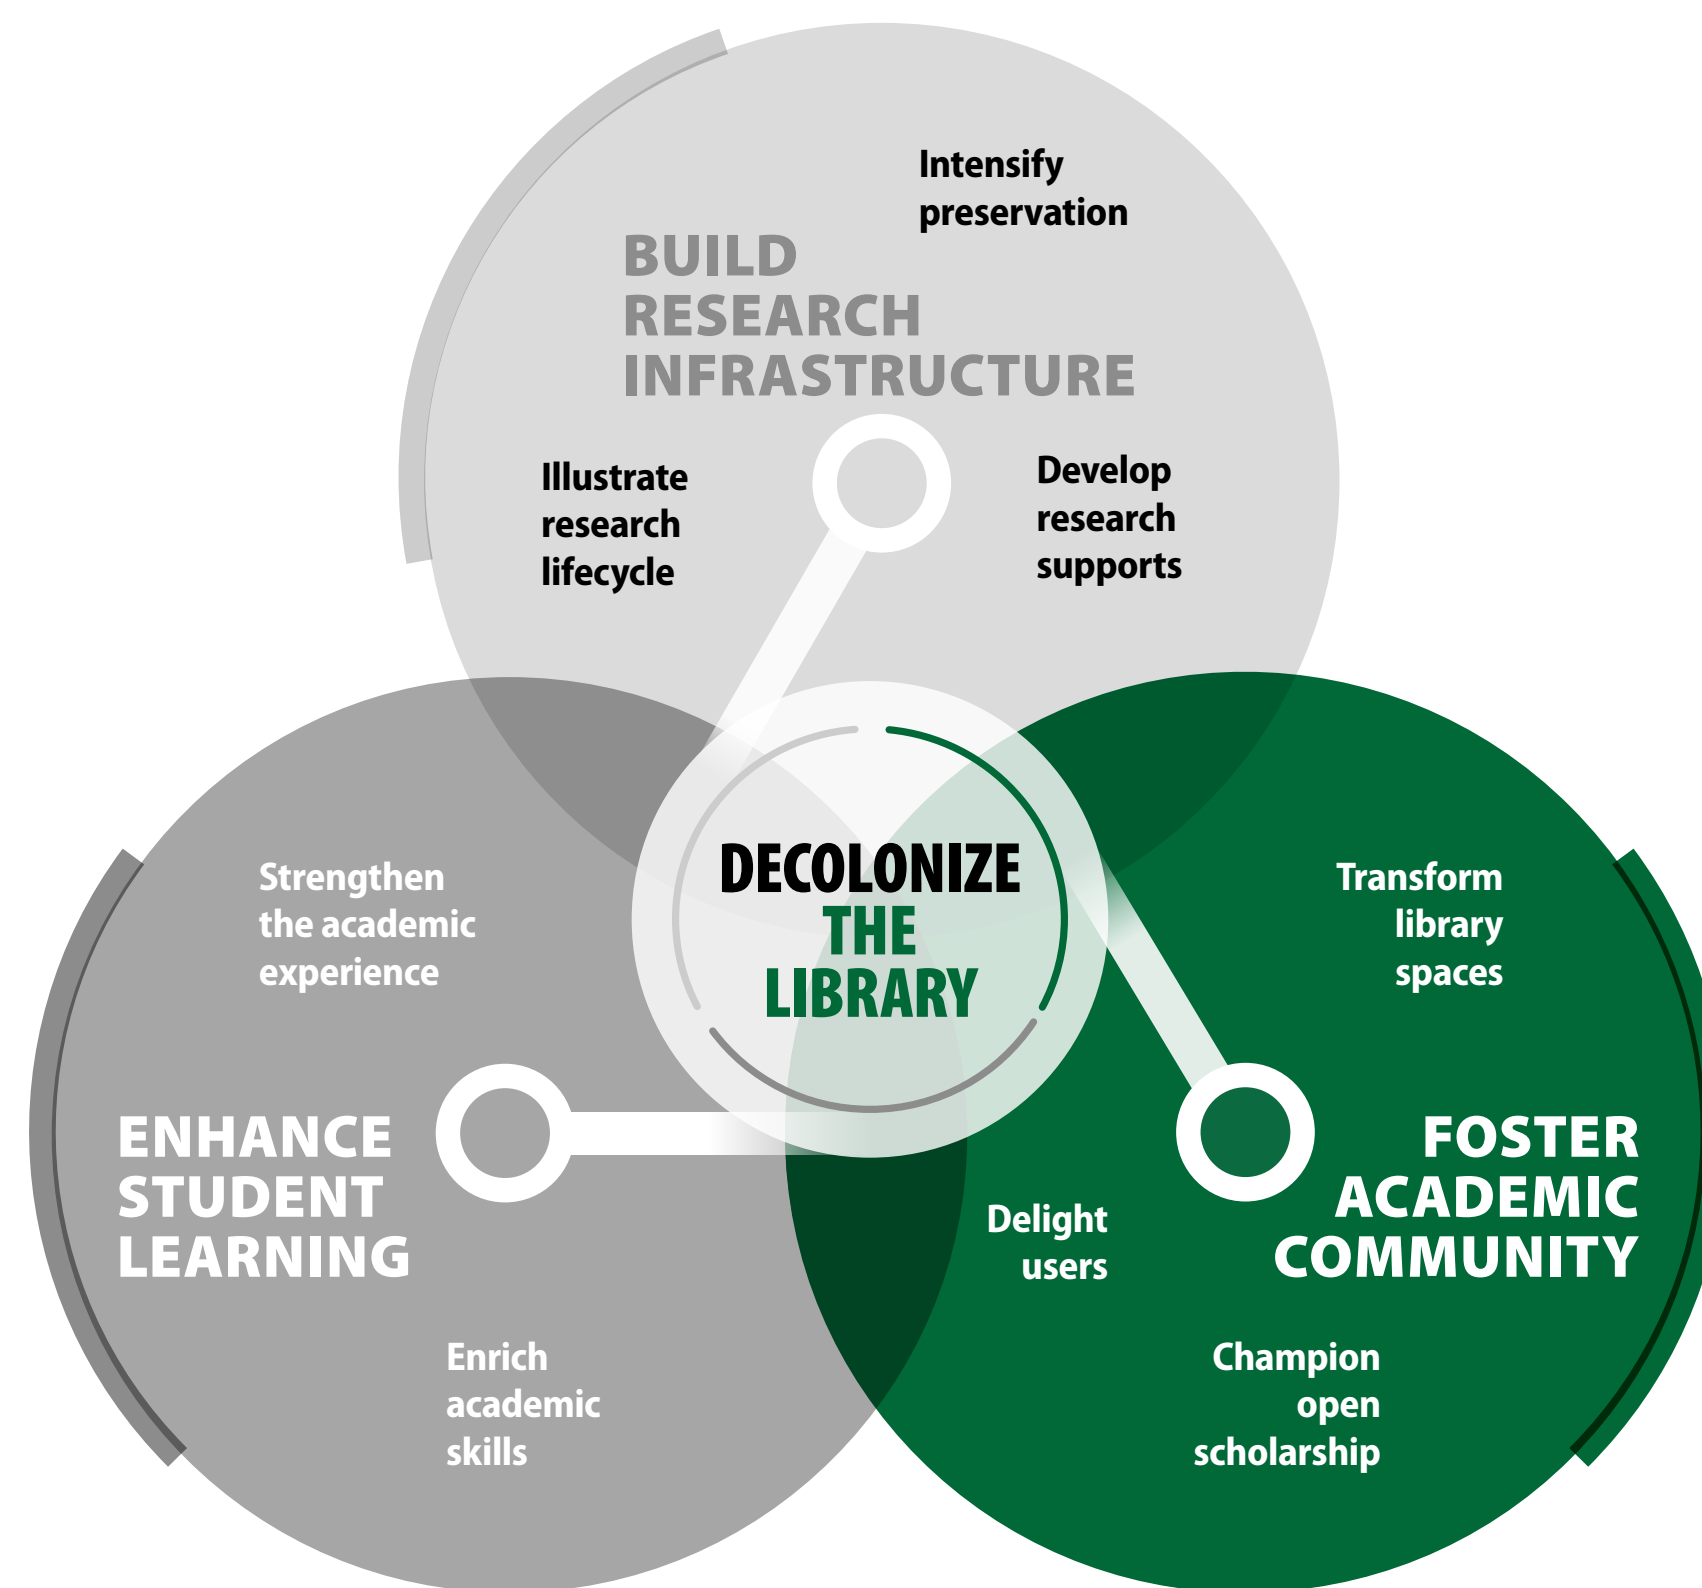 Intensify
preservation
BUILD
RESEARCH
INFRASTRUCTURE
Illustrate
research
lifecycle
Develop
research
supports
DECOLONIZE
THE
LIBRARY
Strengthen
the academic
experience
ENHANCE
STUDENT
LEARNING
Enrich
academic
skills
Transform
library
spaces
FOSTER
ACADEMIC
COMMUNITY
Delight
users
Champion
open
scholarship